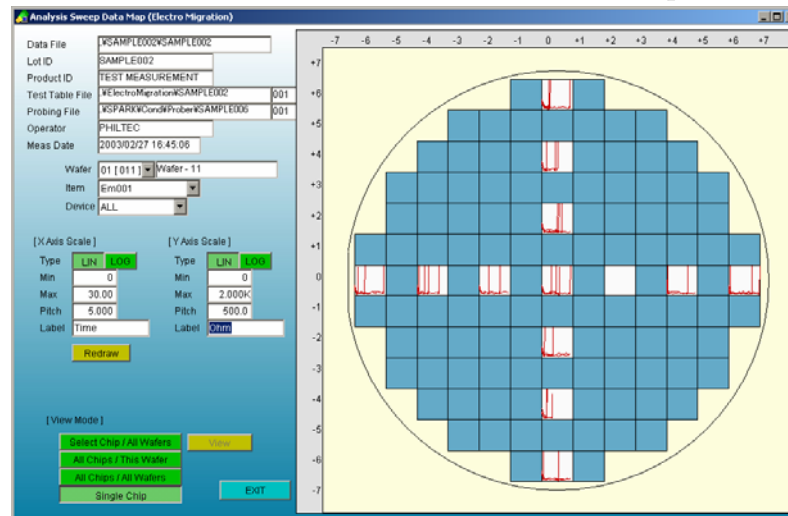 Analysis Sweep Data Map (Electro Migration)
Data File .¥SAMPLE002¥SAMPLE002
Lot ID SAMPLE002
Product ID TEST MEASUREMENT
Test Table File .¥ElectroMigration¥SAMPLE002 001
Probing File .¥SPARK¥Cond¥Prober¥SAMPLE006 001
Operator PHILTEC
Meas Date 2003/02/27 16:45:06
Wafer 01 [ 011 ] Wafer - 11
Item Em001
Device ALL
[X Axis Scale] [Y Axis Scale]
Type LIN LOG Type LIN LOG
Min 0 Min 0
Max 30.00 Max 2.000K
Pitch 5.000 Pitch 500.0
Label Time Label Ohm
Redraw
[View Mode]
Select Chip / All Wafers View
All Chips / This Wafer
All Chips / All Wafers
Single Chip EXIT
-7 -6 -5 -4 -3 -2 -1 0 +1 +2 +3 +4 +5 +6 +7
+7
+6
+5
+4
+3
+2
+1
0
-1
-2
-3
-4
-5
-6
-7